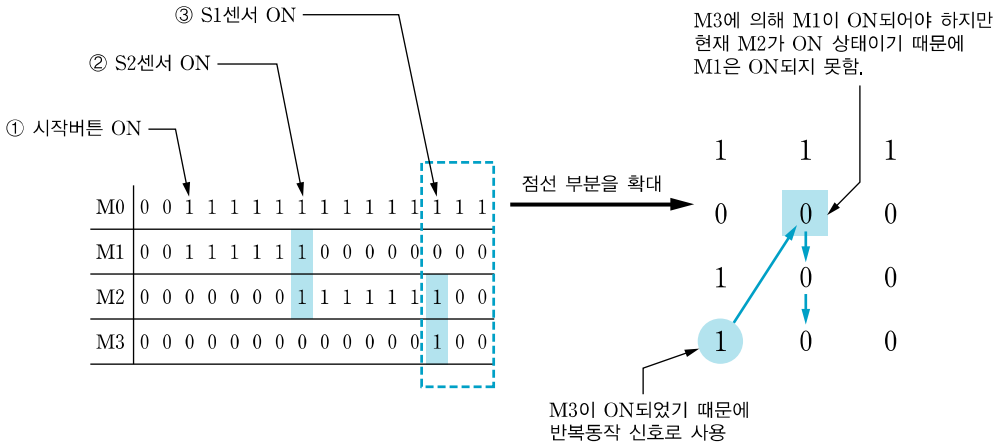 ③ S1센서 ON
② S2센서 ON
① 시작버튼 ON
M0 0 0 1 1 1 1 1 1 1 1 1 1 1 1 1 1
M1 0 0 1 1 1 1 1 1 0 0 0 0 0 0 0 0
M2 0 0 0 0 0 0 0 1 1 1 1 1 1 1 0 0
M3 0 0 0 0 0 0 0 0 0 0 0 0 0 1 0 0
점선 부분을 확대
M3에 의해 M1이 ON되어야 하지만
현재 M2가 ON 상태이기 때문에
M1은 ON되지 못함.
1 1 1
0 0 0
1 0 0
1 0 0
M3이 ON되었기 때문에
반복동작 신호로 사용